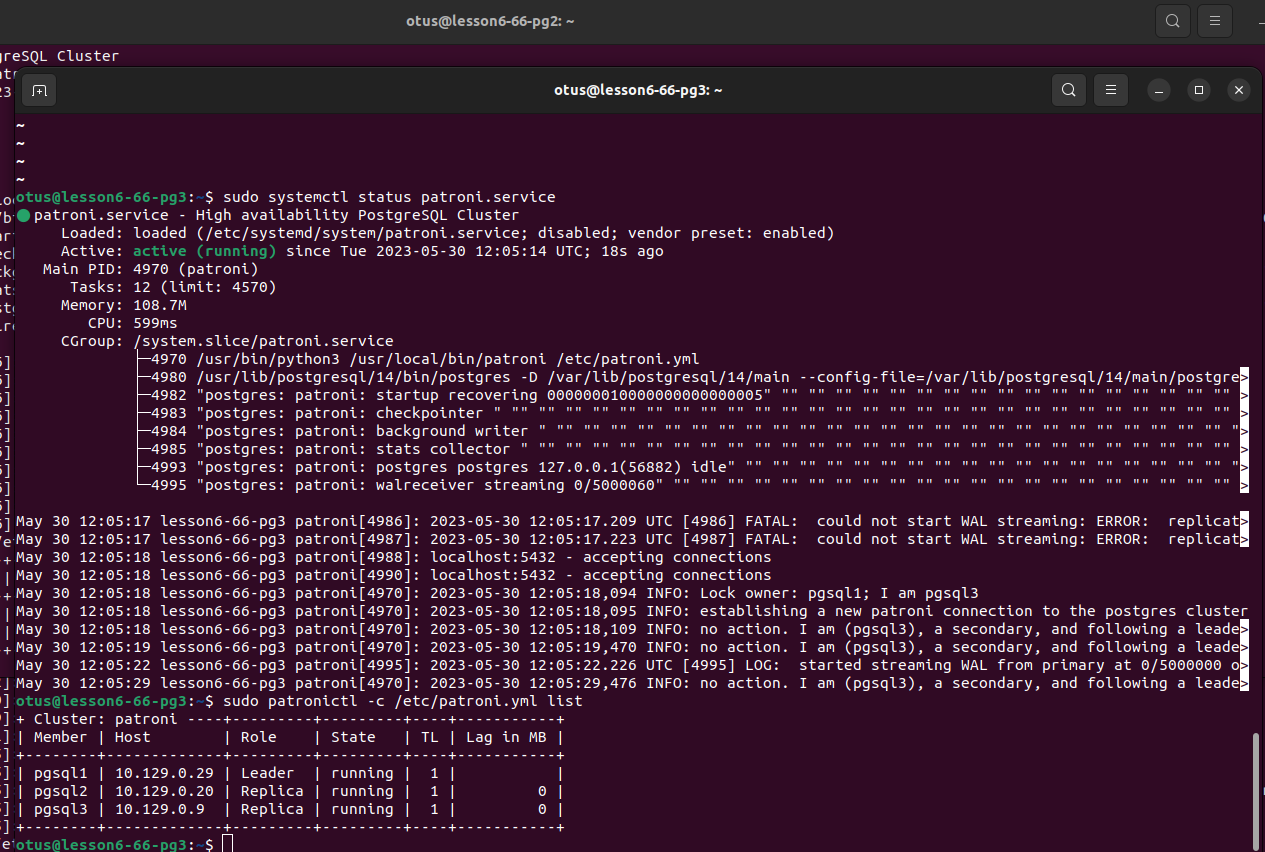 otus@lesson6-66-pg2: ~
greSQL Cluster
otus@lesson6-66-pg3: ~
~
~
~
~
otus@lesson6-66-pg3:~$ sudo systemctl status patroni.service
● patroni.service - High availability PostgreSQL Cluster
Loaded: loaded (/etc/systemd/system/patroni.service; disabled; vendor preset: enabled)
Active: active (running) since Tue 2023-05-30 12:05:14 UTC; 18s ago
Main PID: 4970 (patroni)
Tasks: 12 (limit: 4570)
Memory: 108.7M
CPU: 599ms
CGroup: /system.slice/patroni.service
├─4970 /usr/bin/python3 /usr/local/bin/patroni /etc/patroni.yml
├─4980 /usr/lib/postgresql/14/bin/postgres -D /var/lib/postgresql/14/main --config-file=/var/lib/postgresql/14/main/postgre>
├─4982 "postgres: patroni: startup recovering 000000010000000000000005" "" "" "" "" "" "" "" "" "" "" "" "" "" "" "" "" "" >
├─4983 "postgres: patroni: checkpointer " "" "" "" "" "" "" "" "" "" "" "" "" "" "" "" "" "" "" "" "" "" "" "" "" "" "" "" >
├─4984 "postgres: patroni: background writer " "" "" "" "" "" "" "" "" "" "" "" "" "" "" "" "" "" "" "" "" "" "" "" "" "" ">
├─4985 "postgres: patroni: stats collector " "" "" "" "" "" "" "" "" "" "" "" "" "" "" "" "" "" "" "" "" "" "" "" "" "" "" >
├─4993 "postgres: patroni: postgres postgres 127.0.0.1(56882) idle" "" "" "" "" "" "" "" "" "" "" "" "" "" "" "" "" "" "" ">
└─4995 "postgres: patroni: walreceiver streaming 0/5000060" "" "" "" "" "" "" "" "" "" "" "" "" "" "" "" "" "" "" "" "" "" >
May 30 12:05:17 lesson6-66-pg3 patroni[4986]: 2023-05-30 12:05:17.209 UTC [4986] FATAL:  could not start WAL streaming: ERROR:  replicat>
May 30 12:05:17 lesson6-66-pg3 patroni[4987]: 2023-05-30 12:05:17.223 UTC [4987] FATAL:  could not start WAL streaming: ERROR:  replicat>
May 30 12:05:18 lesson6-66-pg3 patroni[4988]: localhost:5432 - accepting connections
May 30 12:05:18 lesson6-66-pg3 patroni[4990]: localhost:5432 - accepting connections
May 30 12:05:18 lesson6-66-pg3 patroni[4970]: 2023-05-30 12:05:18,094 INFO: Lock owner: pgsql1; I am pgsql3
May 30 12:05:18 lesson6-66-pg3 patroni[4970]: 2023-05-30 12:05:18,095 INFO: establishing a new patroni connection to the postgres cluster
May 30 12:05:18 lesson6-66-pg3 patroni[4970]: 2023-05-30 12:05:18,109 INFO: no action. I am (pgsql3), a secondary, and following a leade>
May 30 12:05:19 lesson6-66-pg3 patroni[4970]: 2023-05-30 12:05:19,470 INFO: no action. I am (pgsql3), a secondary, and following a leade>
May 30 12:05:22 lesson6-66-pg3 patroni[4995]: 2023-05-30 12:05:22.226 UTC [4995] LOG:  started streaming WAL from primary at 0/5000000 o>
May 30 12:05:29 lesson6-66-pg3 patroni[4970]: 2023-05-30 12:05:29,476 INFO: no action. I am (pgsql3), a secondary, and following a leade>
otus@lesson6-66-pg3:~$ sudo patronictl -c /etc/patroni.yml list
+ Cluster: patroni ----+---------+---------+----+-----------+
| Member | Host        | Role    | State   | TL | Lag in MB |
+--------+-------------+---------+---------+----+-----------+
| pgsql1 | 10.129.0.29 | Leader  | running |  1 |           |
| pgsql2 | 10.129.0.20 | Replica | running |  1 |         0 |
| pgsql3 | 10.129.0.9  | Replica | running |  1 |         0 |
+--------+-------------+---------+---------+----+-----------+
otus@lesson6-66-pg3:~$